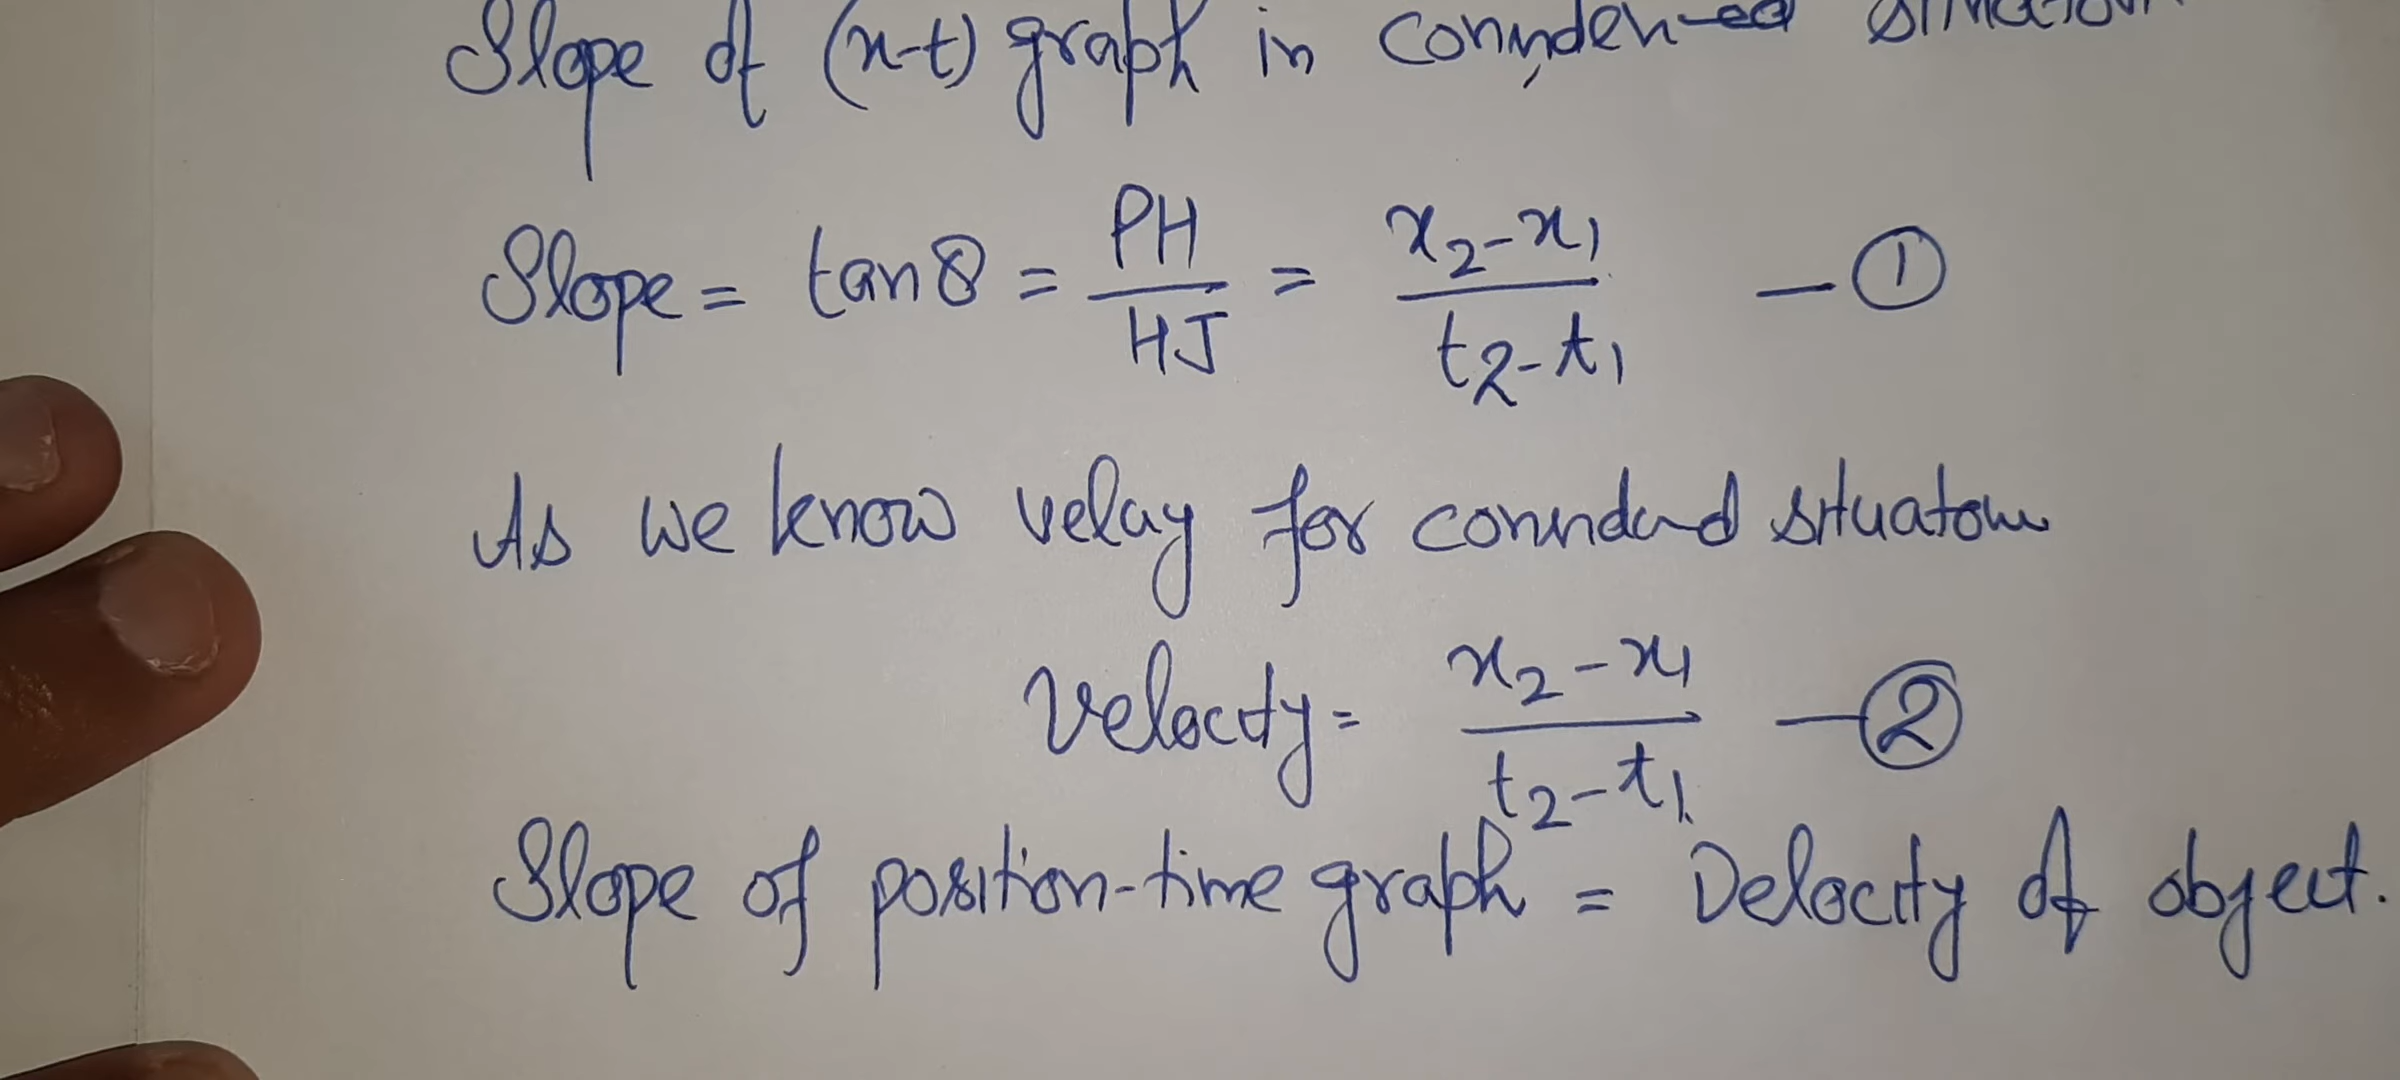 Slope of (x-t) graph in considered situation
Slope = tan θ = PH/HJ = x₂-x₁/t₂-t₁ —①
As we know velocity for considered situation
Velocity = x₂-x₁/t₂-t₁ —②
Slope of position-time graph = Velocity of object.